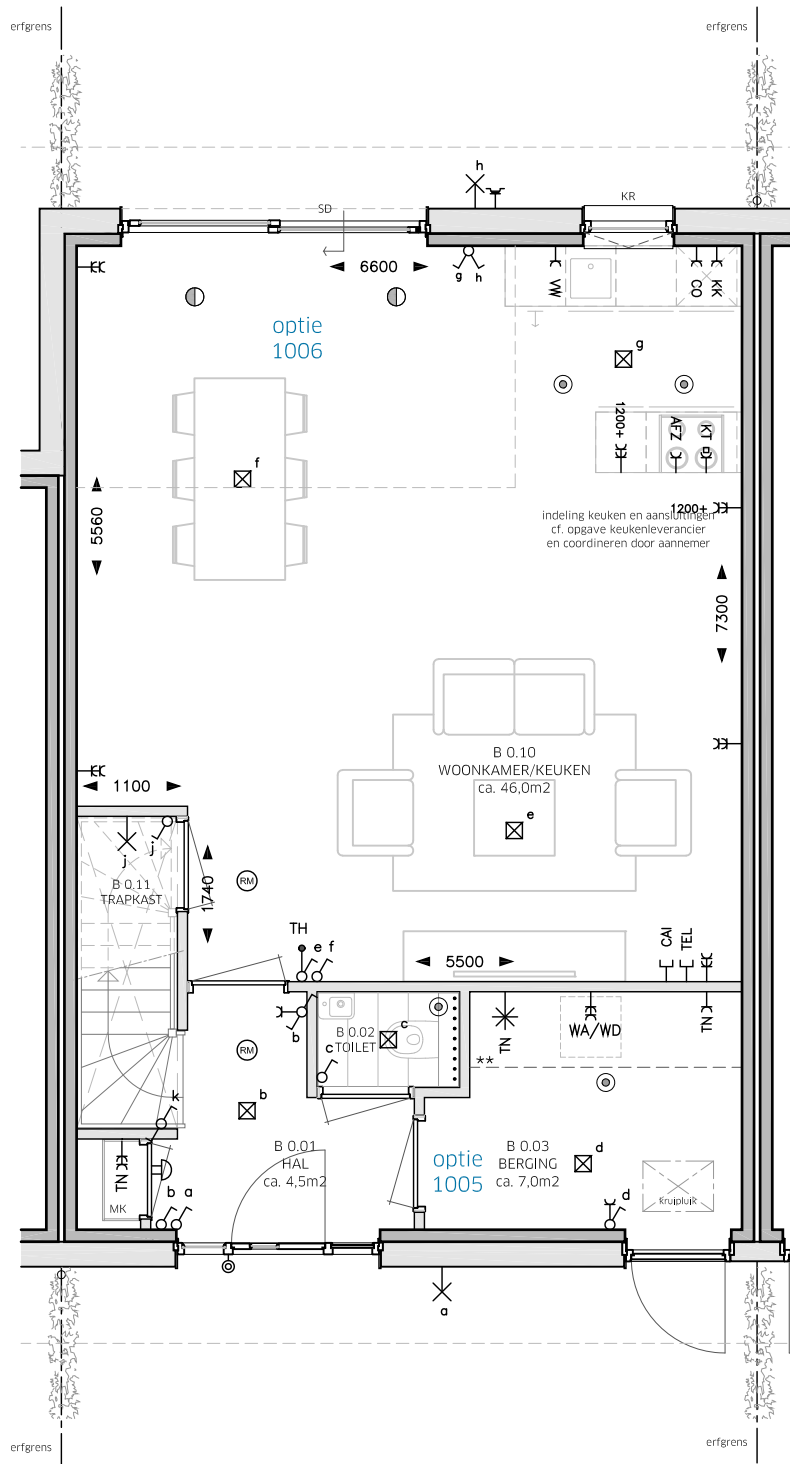 erfgrens
erfgrens
h
SD
KR
6600
g
h
VW
CO
KK
optie
1006
g
1200+
AFZ
KT
f
1200+
indeling keuken en aansluitingen
cf. opgave keukenleverancier
en coordineren door aannemer
5560
7300
B 0.10
WOONKAMER/KEUKEN
ca. 46,0m2
1100
e
j
j
B 0.11
TRAPKAST
1740
RM
TH
e f
5500
CAI
TEL
b
c
B 0.02
TOILET
c
**
TN
WA/WD
TN
RM
k
b
B 0.01
HAL
ca. 4,5m2
optie
1005
B 0.03
BERGING
ca. 7,0m2
d
kruipluik
TN
MK
b a
d
a
erfgrens
erfgrens